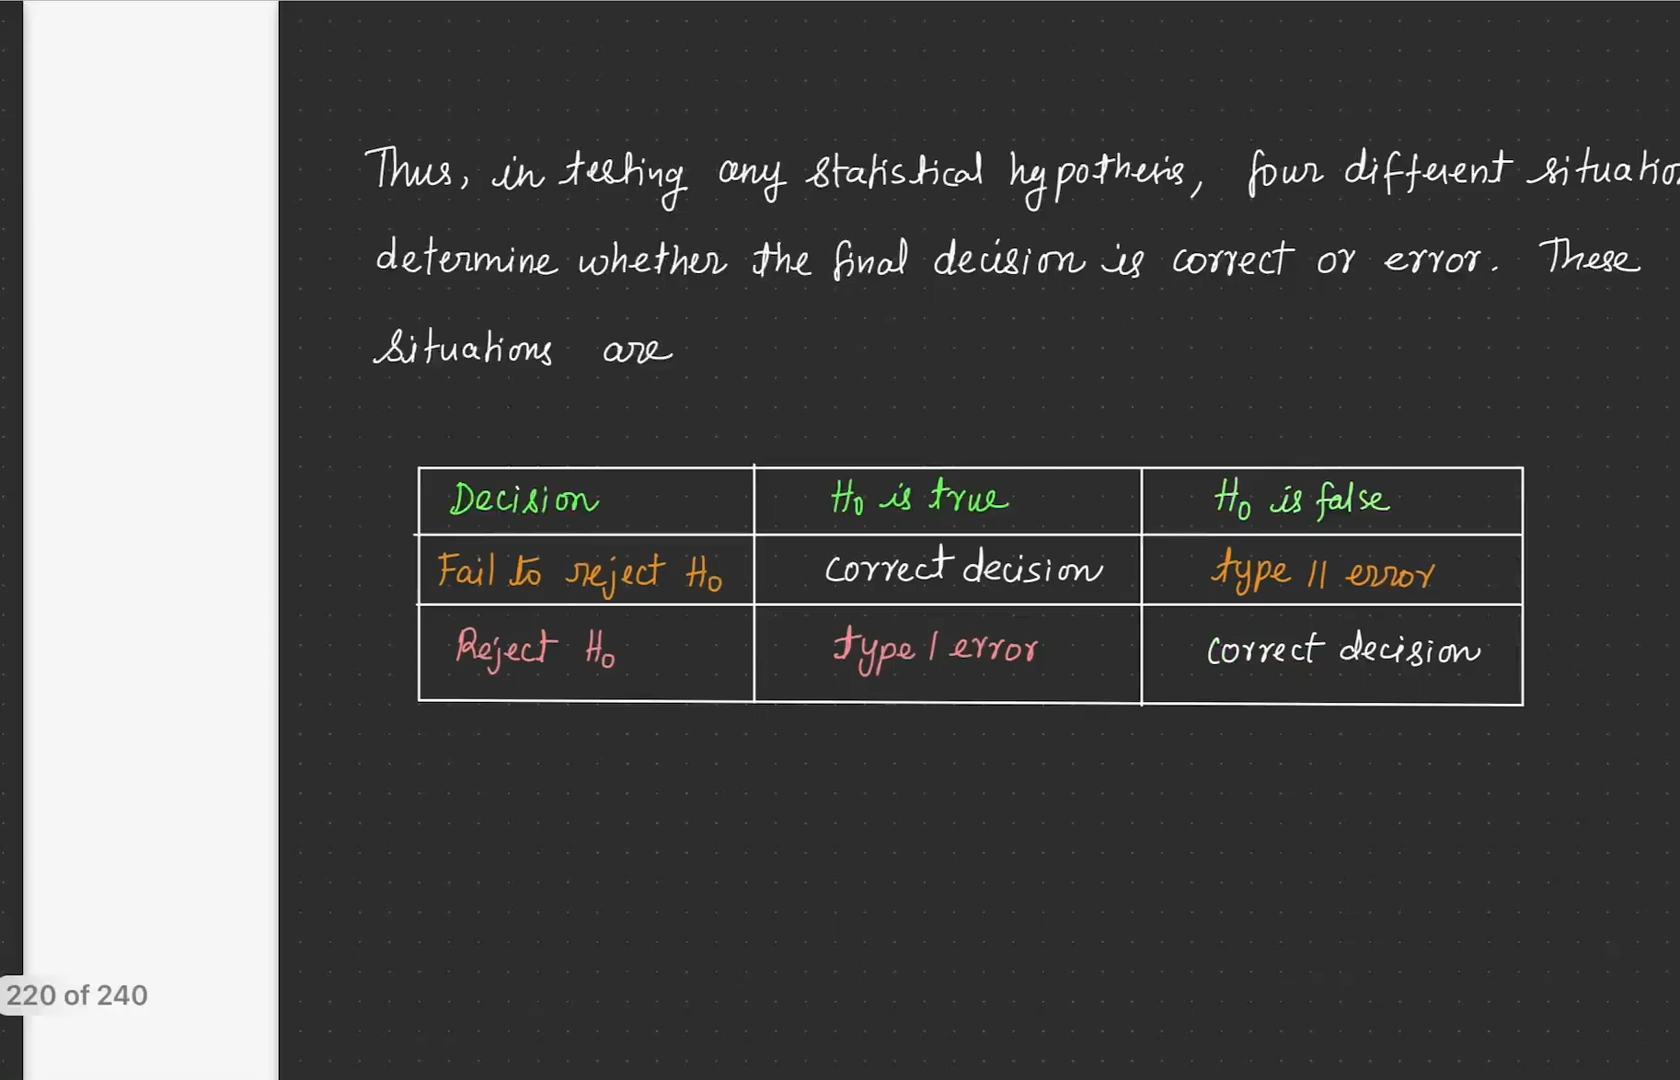 Thus, in testing any statistical hypothesis, four different situation
determine whether the final decision is correct or error. These
situations are
Decision H₀ is true H₀ is false
Fail to reject H₀ correct decision type II error
Reject H₀ type I error correct decision
220 of 240